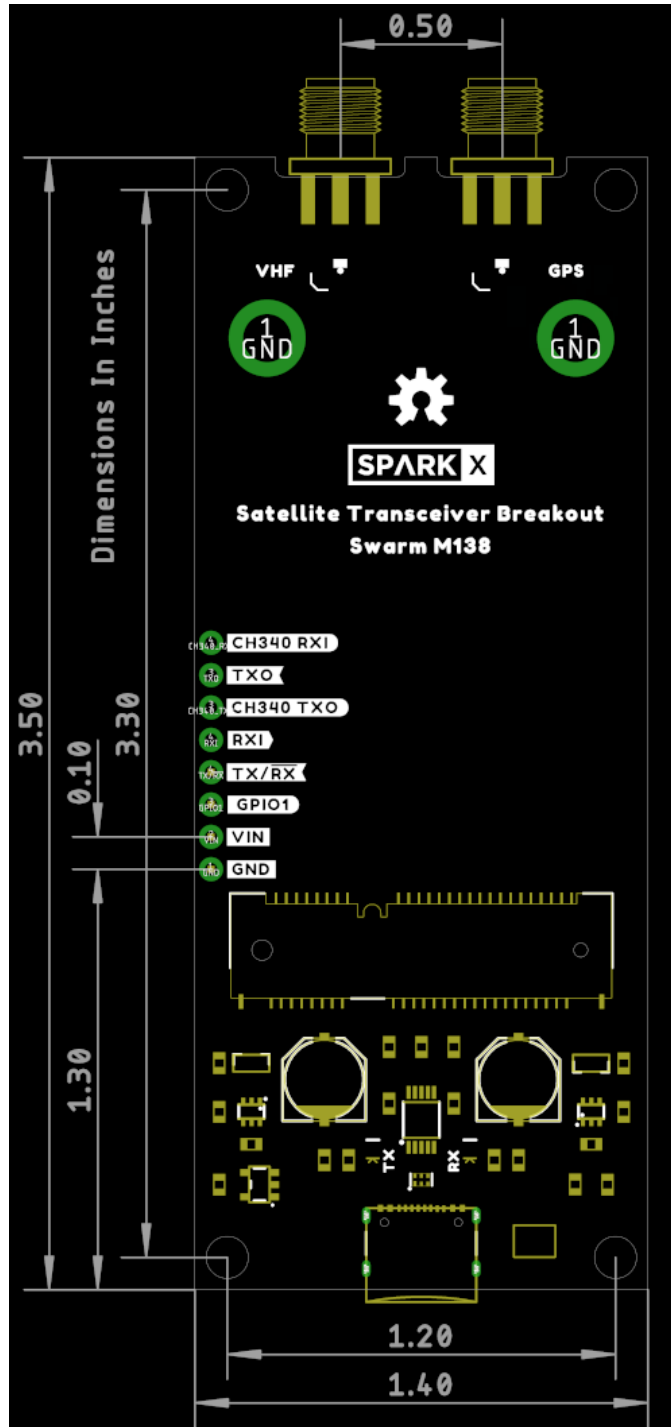 0.50
Dimensions In Inches
VHF
GPS
1
GND
1
GND
SPARK X
Satellite Transceiver Breakout
Swarm M138
CH340 RXI
TXO
CH340 TXO
RXI
TX/RX
GPIO1
VIN
GND
3.50
3.30
0.10
1.30
TX
RX
1.20
1.40